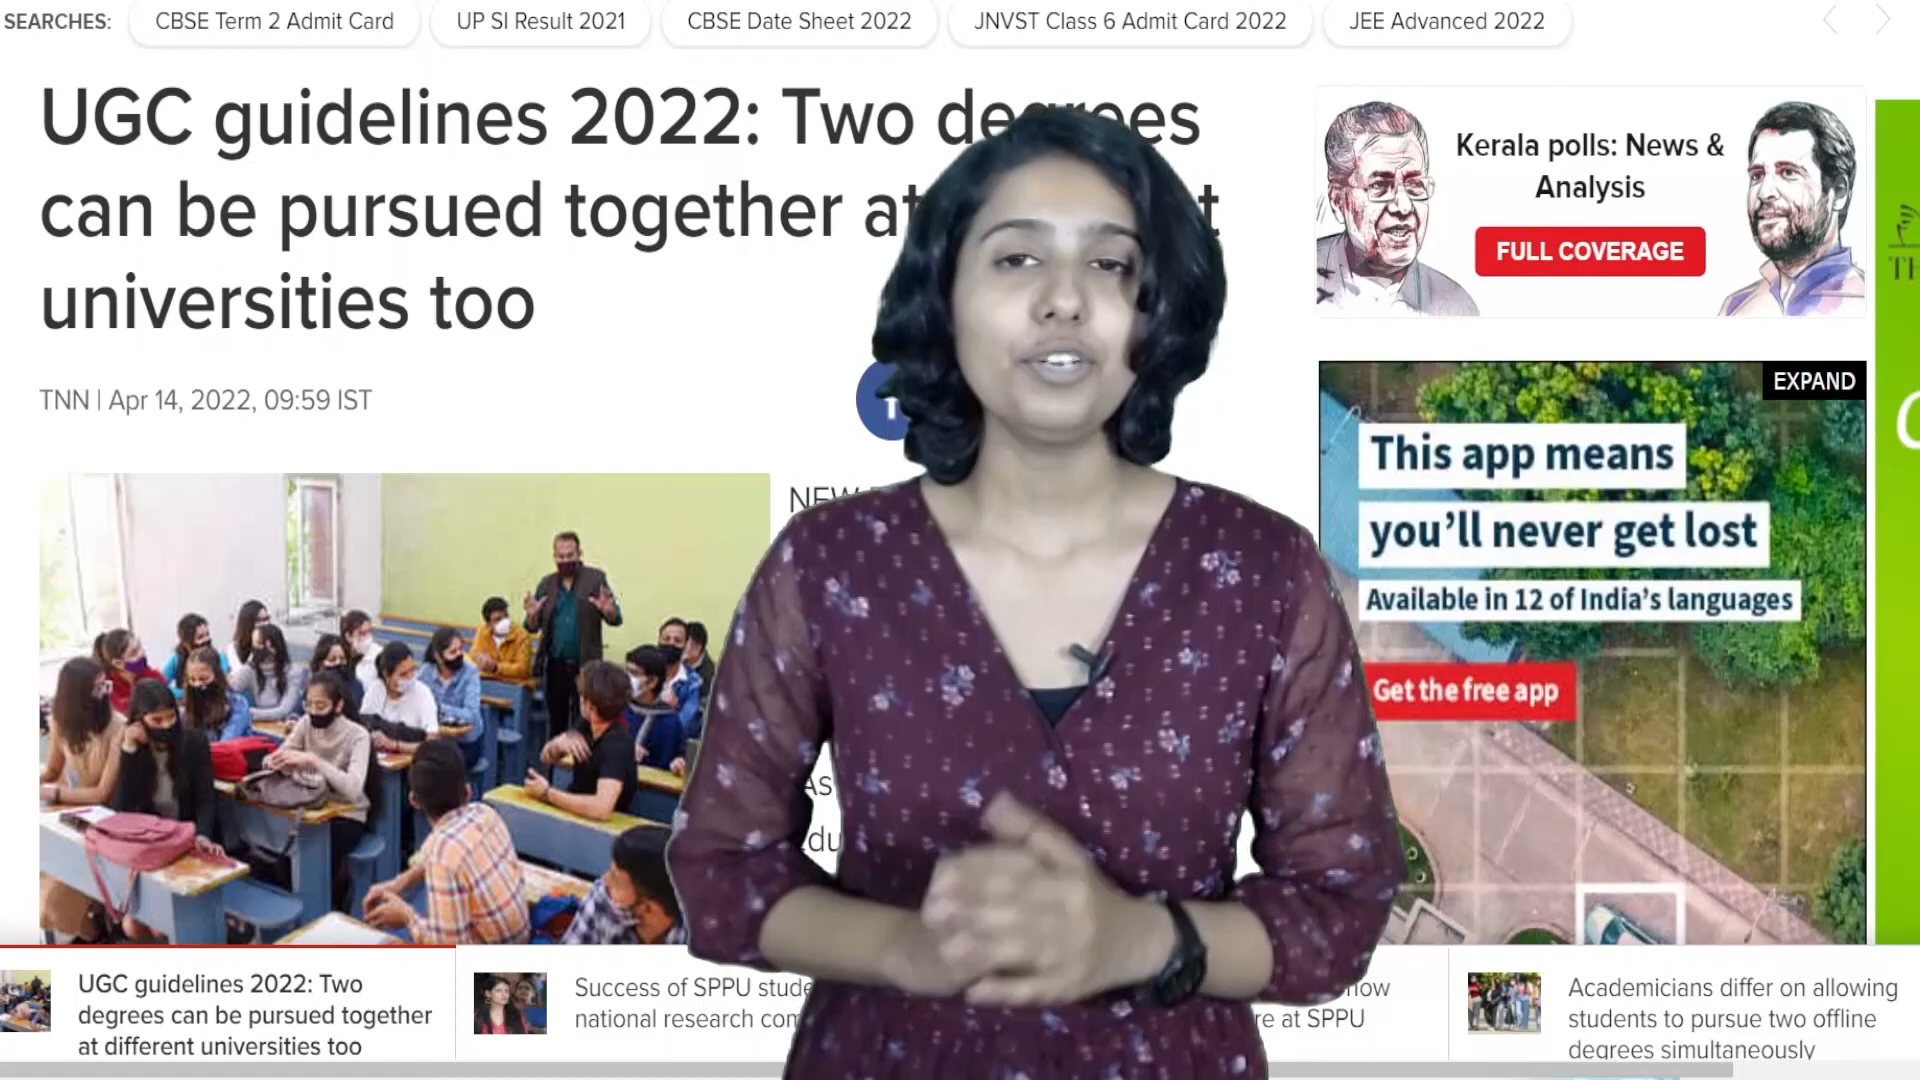 SEARCHES:
CBSE Term 2 Admit Card
UP SI Result 2021
CBSE Date Sheet 2022
JNVST Class 6 Admit Card 2022
JEE Advanced 2022
UGC guidelines 2022: Two degrees
can be pursued together at
universities too
TNN | Apr 14, 2022, 09:59 IST
Kerala polls: News &
Analysis
FULL COVERAGE
EXPAND
This app means
you'll never get lost
Available in 12 of India's languages
Get the free app
UGC guidelines 2022: Two
degrees can be pursued together
at different universities too
Success of SPPU
national research
at SPPU
Academicians differ on allowing
students to pursue two offline
degrees simultaneously